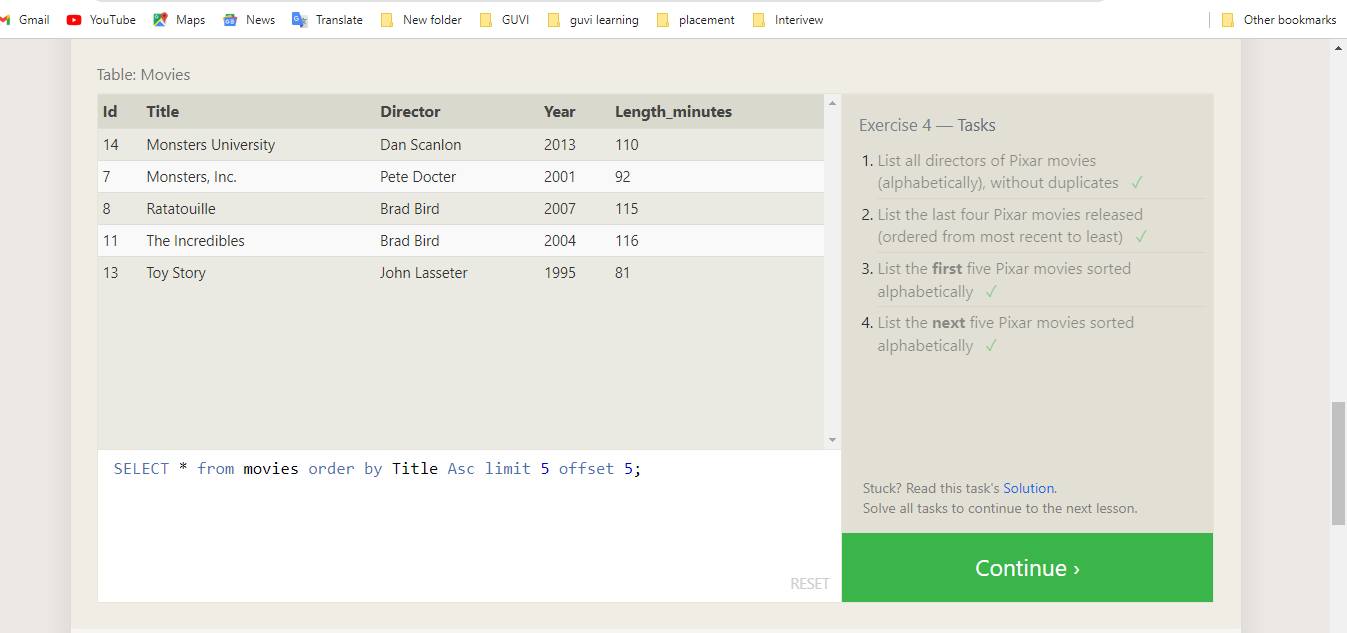 Gmail YouTube Maps News Translate New folder GUVI guvi learning placement Interivew Other bookmarks
Table: Movies
Id Title Director Year Length_minutes
14 Monsters University Dan Scanlon 2013 110
7 Monsters, Inc. Pete Docter 2001 92
8 Ratatouille Brad Bird 2007 115
11 The Incredibles Brad Bird 2004 116
13 Toy Story John Lasseter 1995 81
SELECT * from movies order by Title Asc limit 5 offset 5;
RESET
Exercise 4 — Tasks
1. List all directors of Pixar movies
(alphabetically), without duplicates ✓
2. List the last four Pixar movies released
(ordered from most recent to least) ✓
3. List the first five Pixar movies sorted
alphabetically ✓
4. List the next five Pixar movies sorted
alphabetically ✓
Stuck? Read this task's Solution.
Solve all tasks to continue to the next lesson.
Continue ›